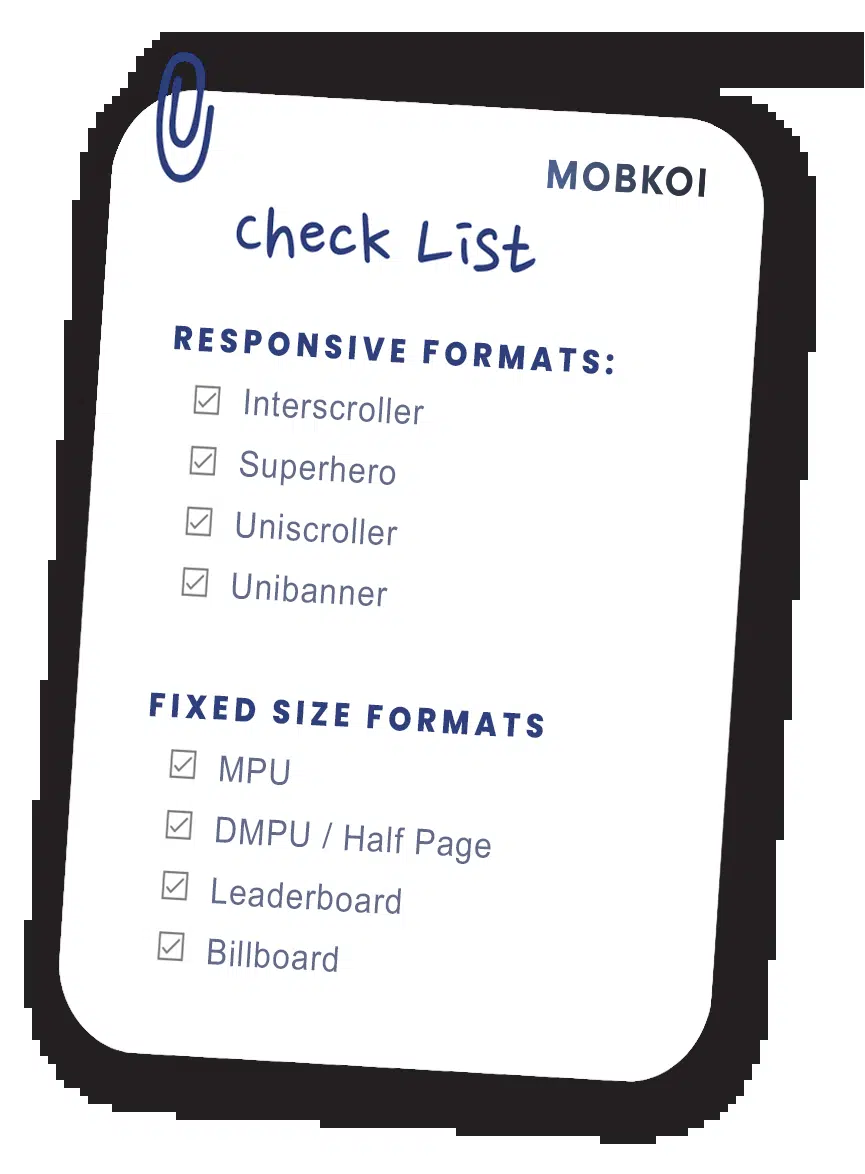 MOBKOI
Check List
RESPONSIVE FORMATS:
Interscroller
Superhero
Uniscroller
Unibanner
FIXED SIZE FORMATS
MPU
DMPU / Half Page
Leaderboard
Billboard